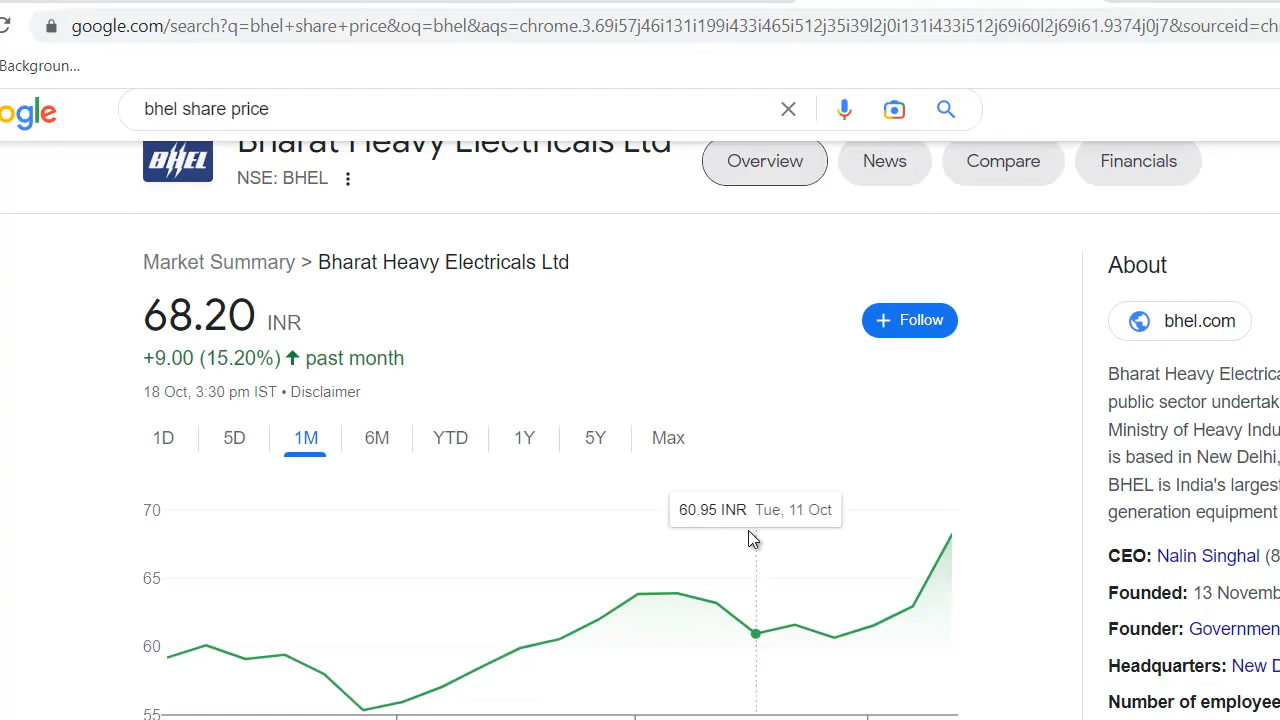 google.com/search?q=bhel+share+price&oq=bhel&aqs=chrome.3.69i57j46i131i199i433i465i512j35i39l2j0i131i433i512j69i60l2j69i61.9374j0j7&sourceid=ch
Backgroun...
ogle
bhel share price
BHEL
Bharat Heavy Electricals Ltd
NSE: BHEL
Overview
News
Compare
Financials
Market Summary > Bharat Heavy Electricals Ltd
68.20 INR
+ Follow
+9.00 (15.20%) past month
18 Oct, 3:30 pm IST • Disclaimer
1D 5D 1M 6M YTD 1Y 5Y Max
60.95 INR Tue, 11 Oct
70
65
60
55
About
bhel.com
Bharat Heavy Electrica
public sector undertak
Ministry of Heavy Indu
is based in New Delhi,
BHEL is India's largest
generation equipment
CEO: Nalin Singhal (8
Founded: 13 Novemb
Founder: Governmen
Headquarters: New D
Number of employee